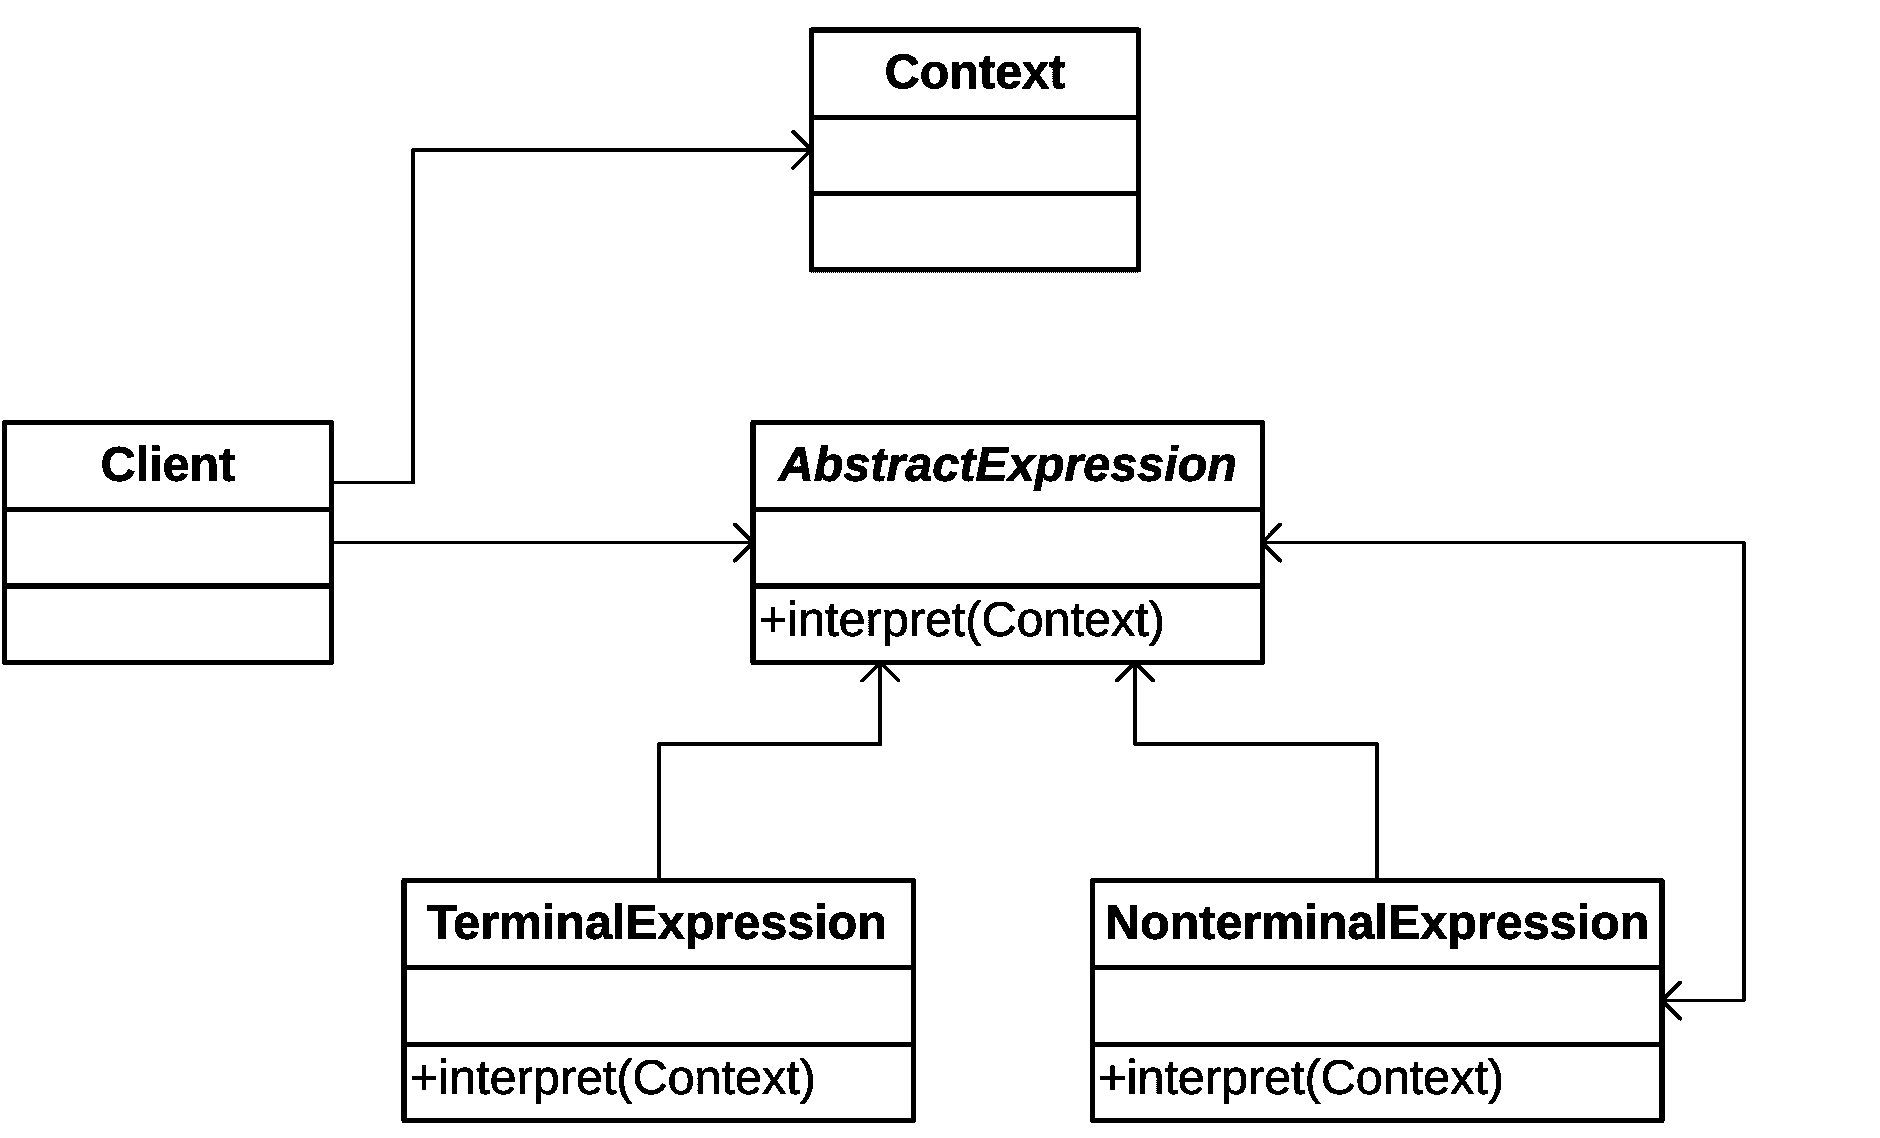 Context
Client
AbstractExpression
+interpret(Context)
TerminalExpression
NonterminalExpression
+interpret(Context)
+interpret(Context)